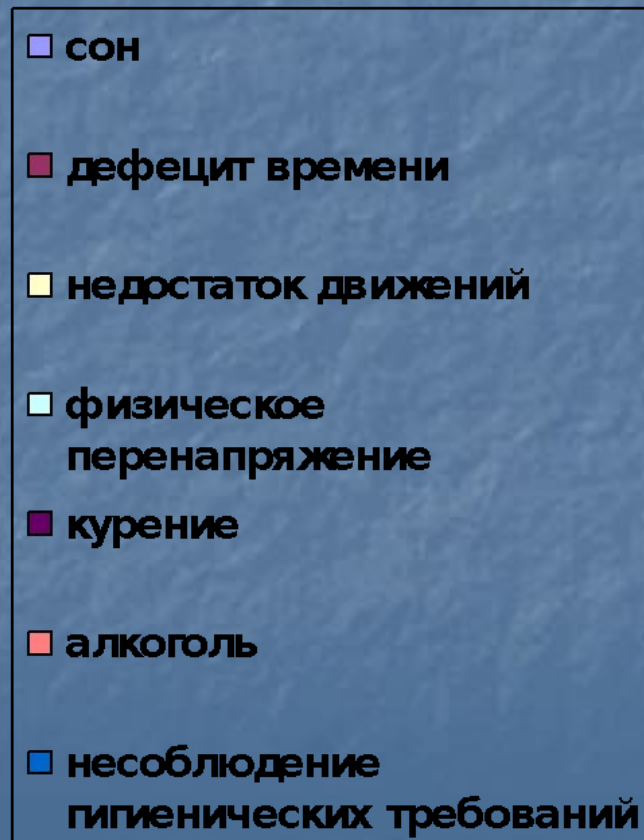 сон
дефецит времени
недостаток движений
физическое
перенапряжение
курение
алкоголь
несоблюдение
гигиенических требований